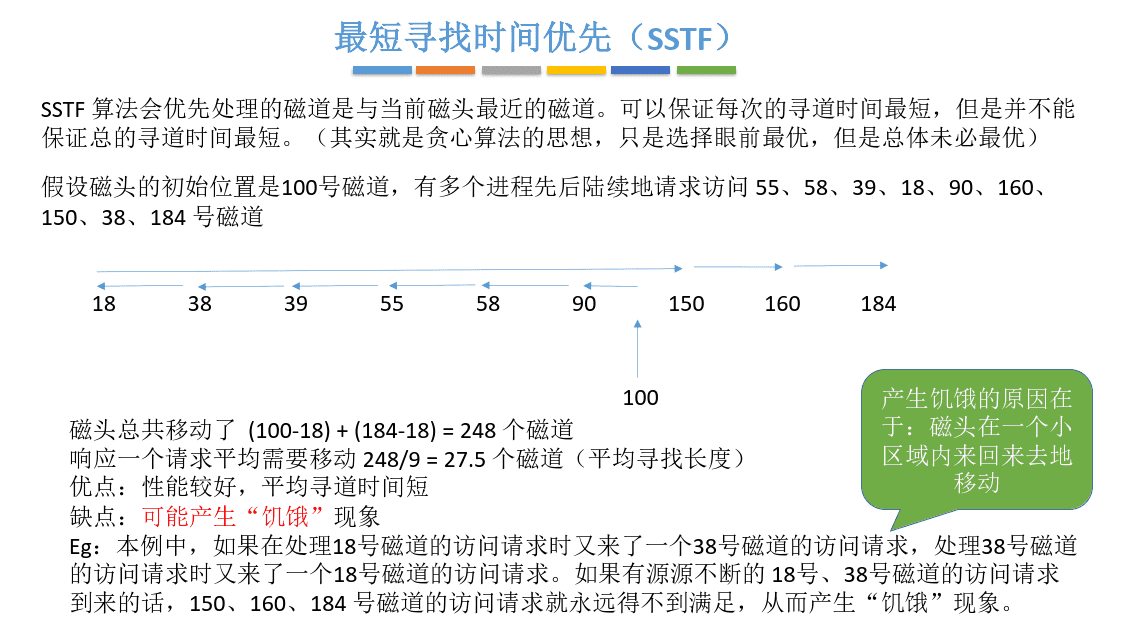 最短寻找时间优先（SSTF）
SSTF 算法会优先处理的磁道是与当前磁头最近的磁道。可以保证每次的寻道时间最短，但是并不能
保证总的寻道时间最短。（其实就是贪心算法的思想，只是选择眼前最优，但是总体未必最优）
假设磁头的初始位置是100号磁道，有多个进程先后陆续地请求访问 55、58、39、18、90、160、
150、38、184 号磁道
18 38 39 55 58 90 150 160 184
100
磁头总共移动了 (100-18) + (184-18) = 248 个磁道
响应一个请求平均需要移动 248/9 = 27.5 个磁道（平均寻找长度）
优点：性能较好，平均寻道时间短
缺点：可能产生“饥饿”现象
Eg：本例中，如果在处理18号磁道的访问请求时又来了一个38号磁道的访问请求，处理38号磁道
的访问请求时又来了一个18号磁道的访问请求。如果有源源不断的 18号、38号磁道的访问请求
到来的话，150、160、184 号磁道的访问请求就永远得不到满足，从而产生“饥饿”现象。
产生饥饿的原因在
于：磁头在一个小
区域内来回来去地
移动